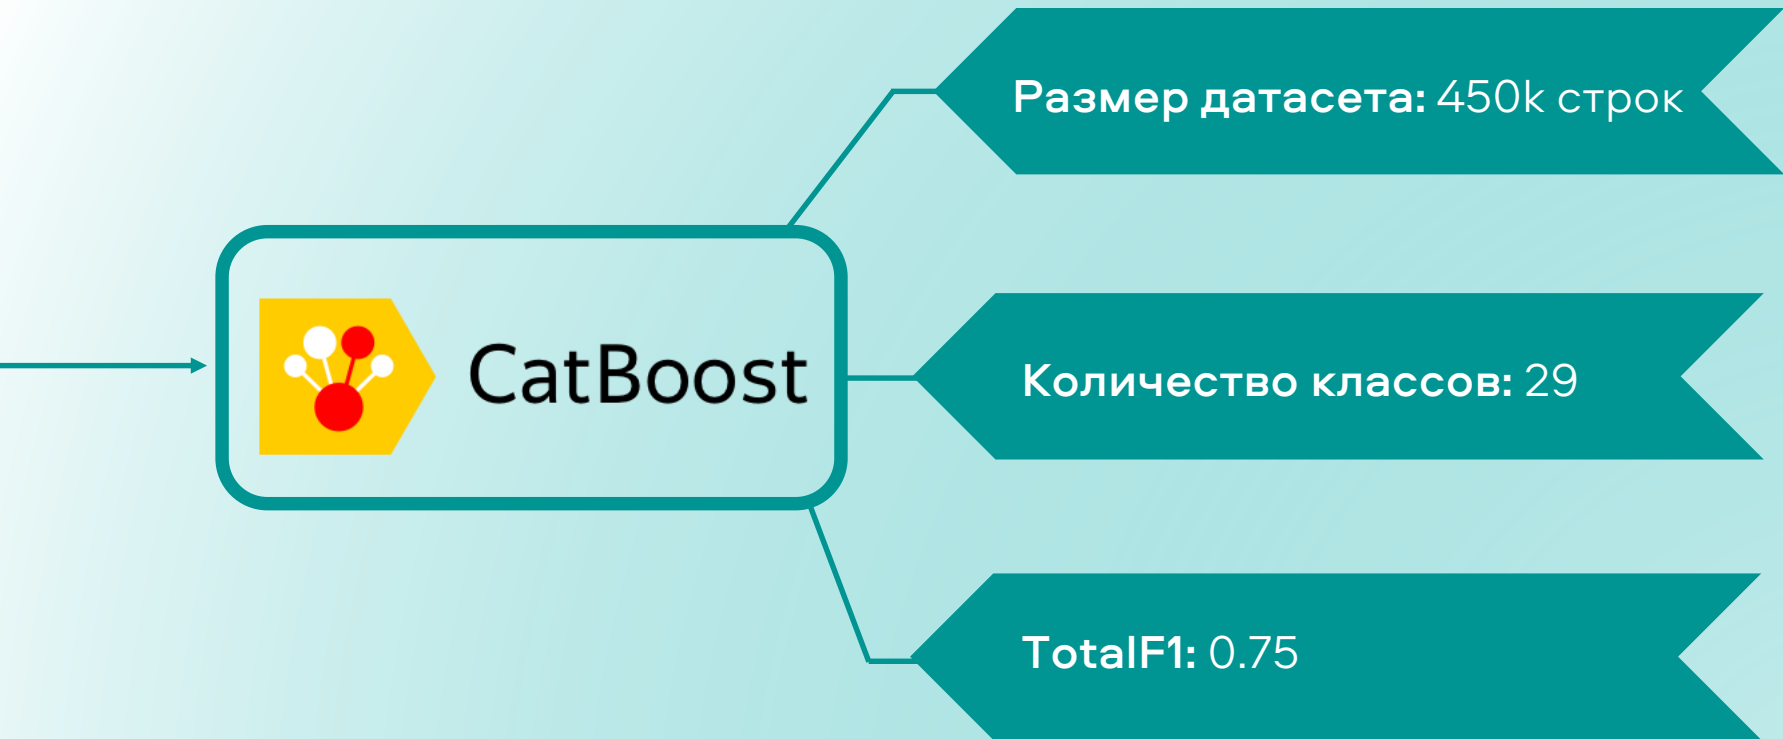 Размер датасета: 450k строк
CatBoost
Количество классов: 29
TotalF1: 0.75